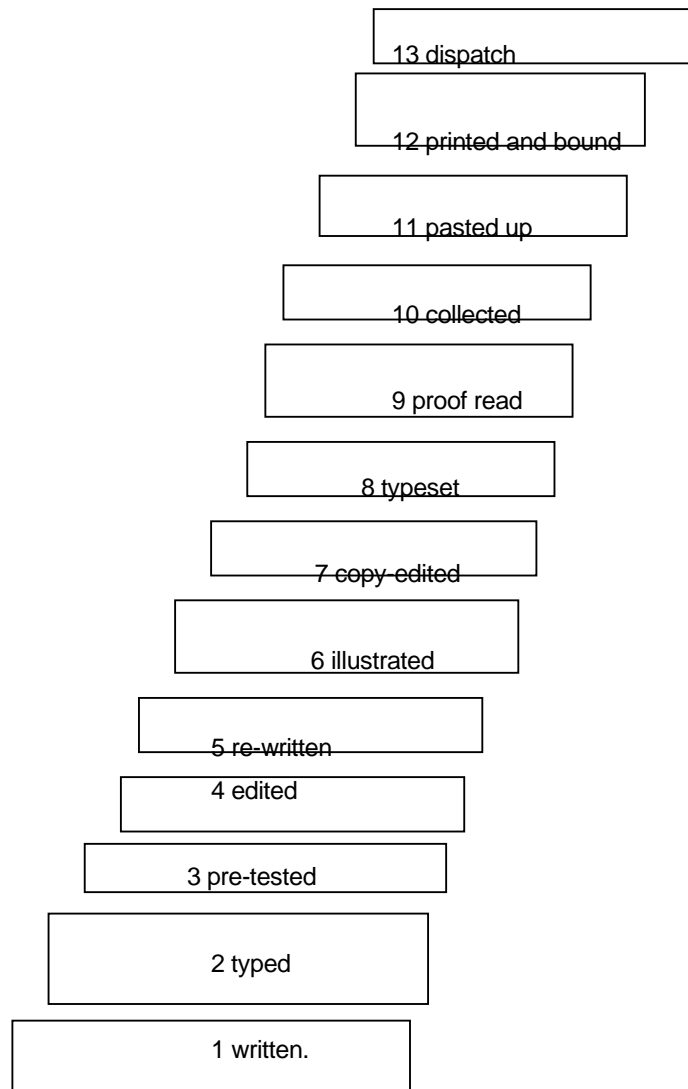 13 dispatch
12 printed and bound
11 pasted up
10 collected
9 proof read
8 typeset
7 copy-edited
6 illustrated
5 re-written
4 edited
3 pre-tested
2 typed
1 written.